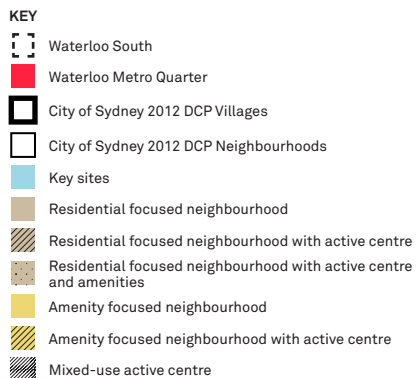 KEY
Waterloo South
Waterloo Metro Quarter
City of Sydney 2012 DCP Villages
City of Sydney 2012 DCP Neighbourhoods
Key sites
Residential focused neighbourhood
Residential focused neighbourhood with active centre
Residential focused neighbourhood with active centre
and amenities
Amenity focused neighbourhood
Amenity focused neighbourhood with active centre
Mixed-use active centre